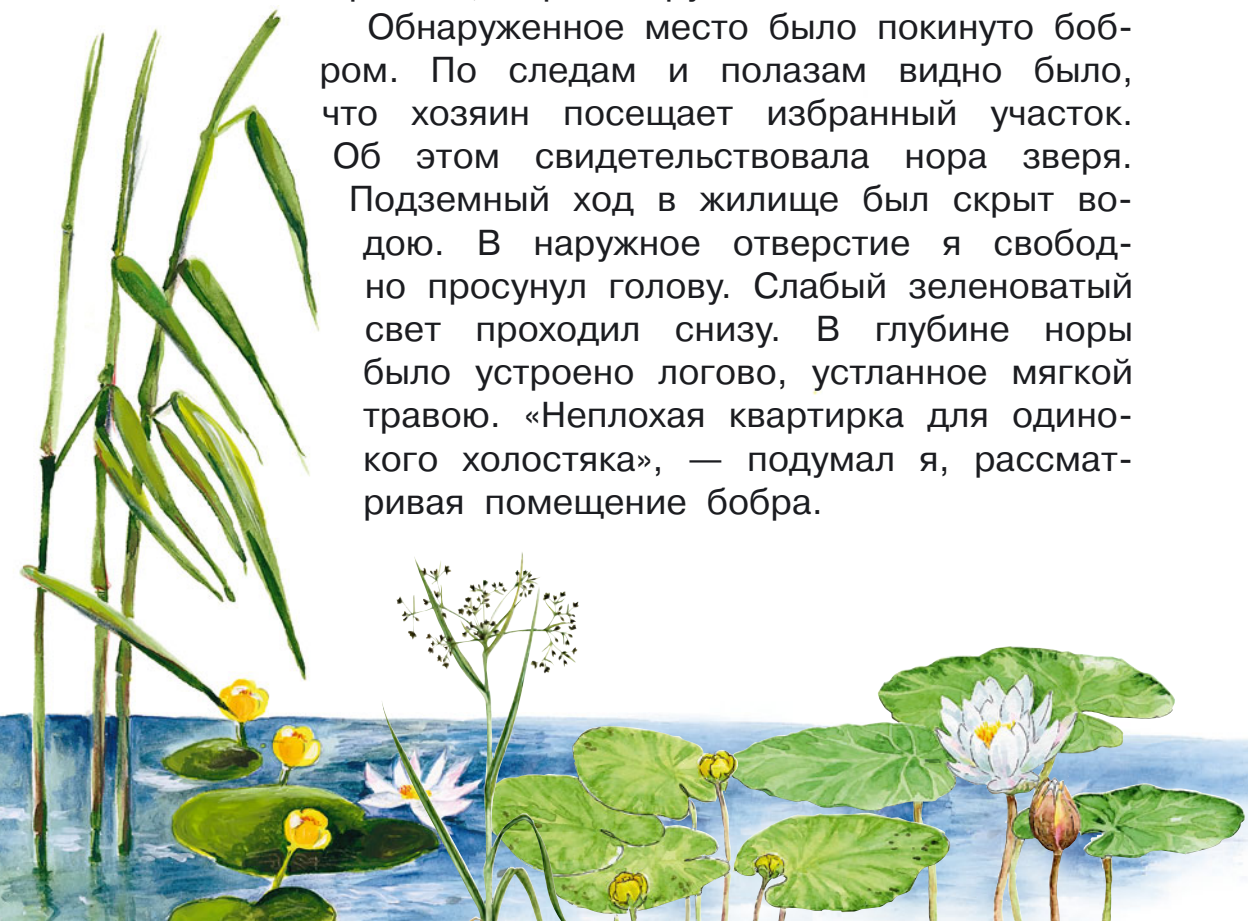 Обнаруженное место было покинуто боб-
ром. По следам и полазам видно было,
что хозяин посещает избранный участок.
Об этом свидетельствовала нора зверя.
Подземный ход в жилище был скрыт во-
дою. В наружное отверстие я свобод-
но просунул голову. Слабый зеленоватый
свет проходил снизу. В глубине норы
было устроено логово, устланное мягкой
травою. «Неплохая квартирка для одино-
кого холостяка», — подумал я, рассмат-
ривая помещение бобра.